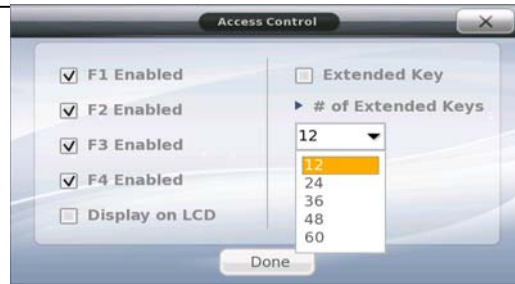 Access Control
F1 Enabled
F2 Enabled
F3 Enabled
F4 Enabled
Display on LCD
Extended Key
# of Extended Keys
12
12
24
36
48
60
Done